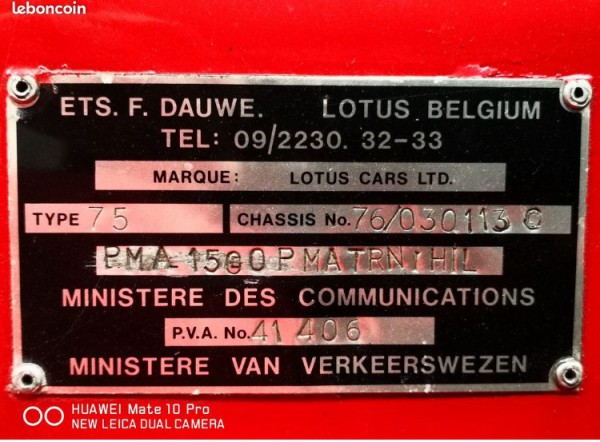 leboncoin
ETS. F. DAUWE. LOTUS BELGIUM
TEL: 09/2230. 32-33
MARQUE: LOTUS CARS LTD.
TYPE 75 CHASSIS No. 76/030113 C
PMA 1580 PMATRNIHIL
MINISTERE DES COMMUNICATIONS
P.V.A. No. 41 406
MINISTERE VAN VERKEERSWEZEN
HUAWEI Mate 10 Pro
NEW LEICA DUAL CAMERA